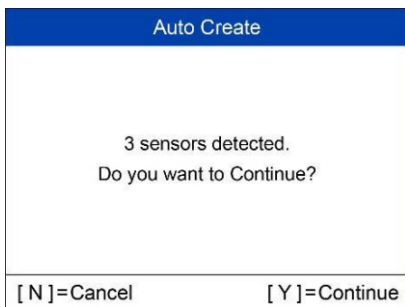 Auto Create
3 sensors detected.
Do you want to Continue?
[ N ]=Cancel [ Y ]=Continue